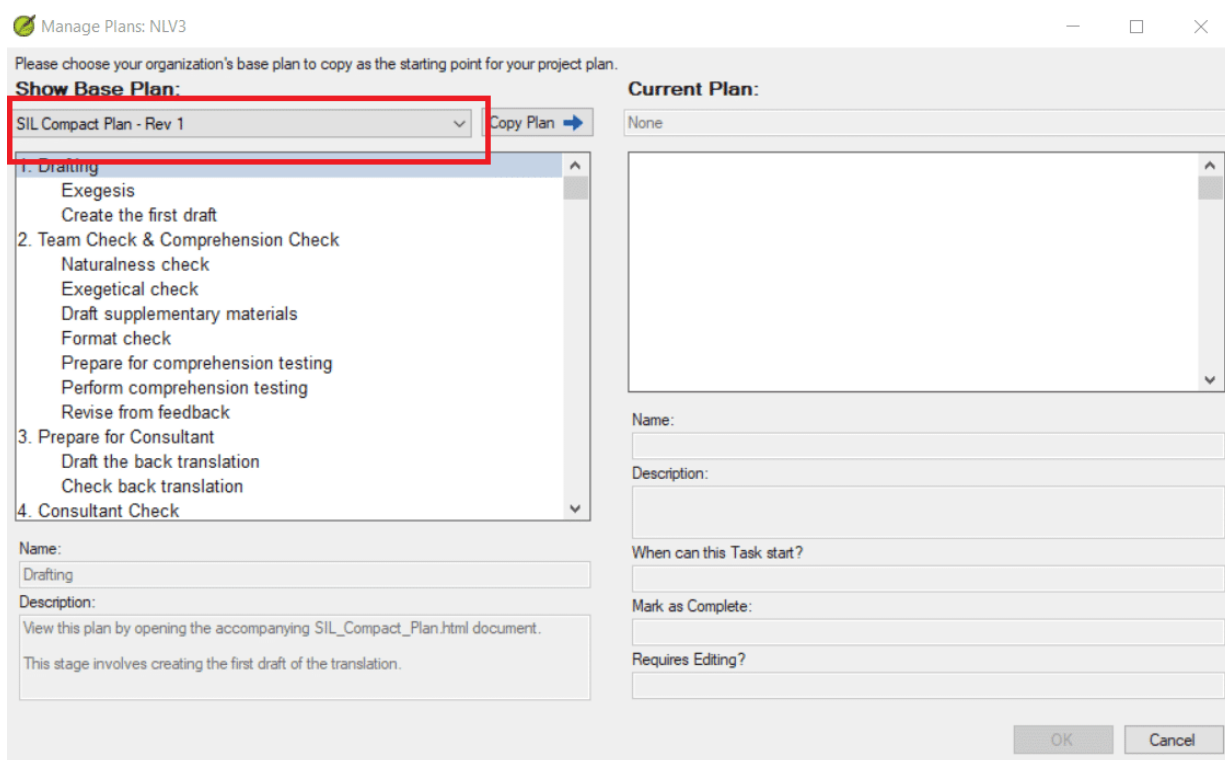 Manage Plans: NLV3
Please choose your organization's base plan to copy as the starting point for your project plan.
Show Base Plan:
SIL Compact Plan - Rev 1
Copy Plan
1. Drafting
Exegesis
Create the first draft
2. Team Check & Comprehension Check
Naturalness check
Exegetical check
Draft supplementary materials
Format check
Prepare for comprehension testing
Perform comprehension testing
Revise from feedback
3. Prepare for Consultant
Draft the back translation
Check back translation
4. Consultant Check
Name:
Drafting
Description:
View this plan by opening the accompanying SIL_Compact_Plan.html document.
This stage involves creating the first draft of the translation.
Current Plan:
None
Name:
Description:
When can this Task start?
Mark as Complete:
Requires Editing?
OK
Cancel